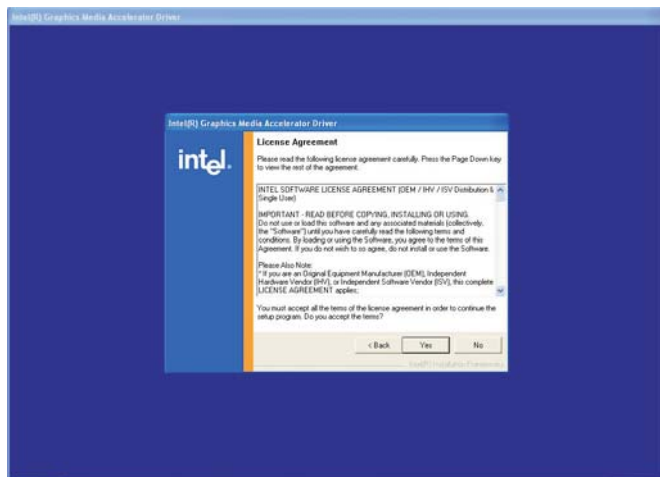 Intel(R) Graphics Media Accelerator Driver
Intel(R) Graphics Media Accelerator Driver
intel.
License Agreement
Please read the following license agreement carefully. Press the Page Down key
to view the rest of the agreement.
INTEL SOFTWARE LICENSE AGREEMENT (OEM / IHV / ISV Distribution &
Single User)
IMPORTANT - READ BEFORE COPYING, INSTALLING OR USING.
Do not use or load this software and any associated materials (collectively,
the "Software") until you have carefully read the following terms and
conditions. By loading or using the Software, you agree to the terms of this
Agreement. If you do not wish to so agree, do not install or use the Software.
Please Also Note:
* If you are an Original Equipment Manufacturer (OEM), Independent
Hardware Vendor (IHV), or Independent Software Vendor (ISV), this complete
LICENSE AGREEMENT applies;
You must accept all the terms of the license agreement in order to continue the
setup program. Do you accept the terms?
< Back
Yes
No
Intel(R) Installation Framework